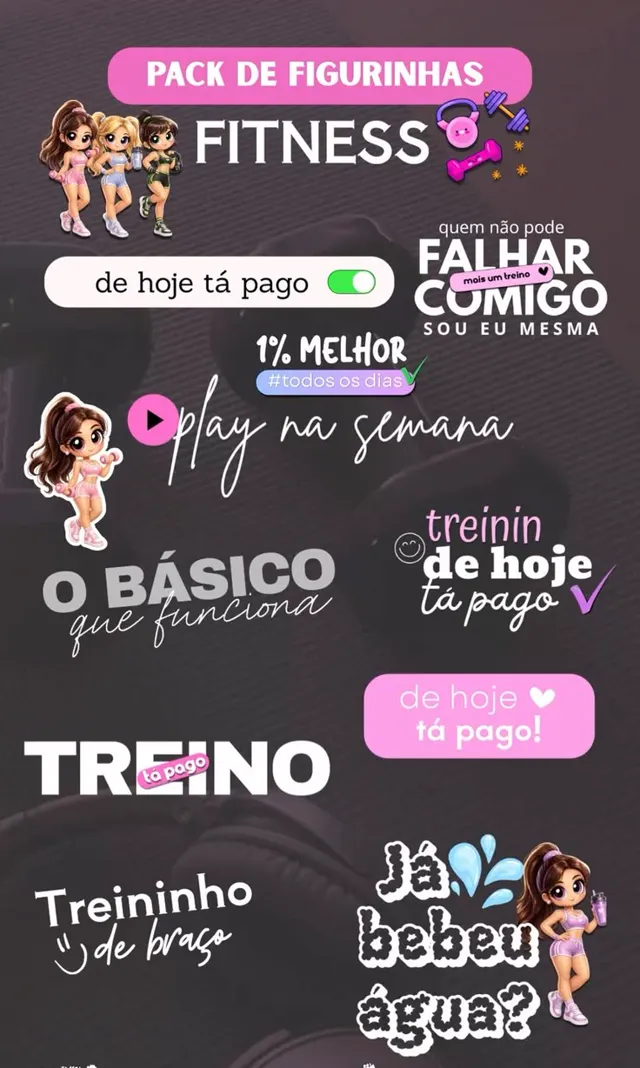 PACK DE FIGURINHAS
FITNESS
de hoje tá pago
quem não pode
FALHAR
mais um treino
COMIGO
SOU EU MESMA
1% MELHOR
#todos os dias
play na semana
O BÁSICO
que funciona
treinin
de hoje
tá pago
de hoje
tá pago!
TREINO
tá pago
Treininho
de braço
Já
bebeu
água?